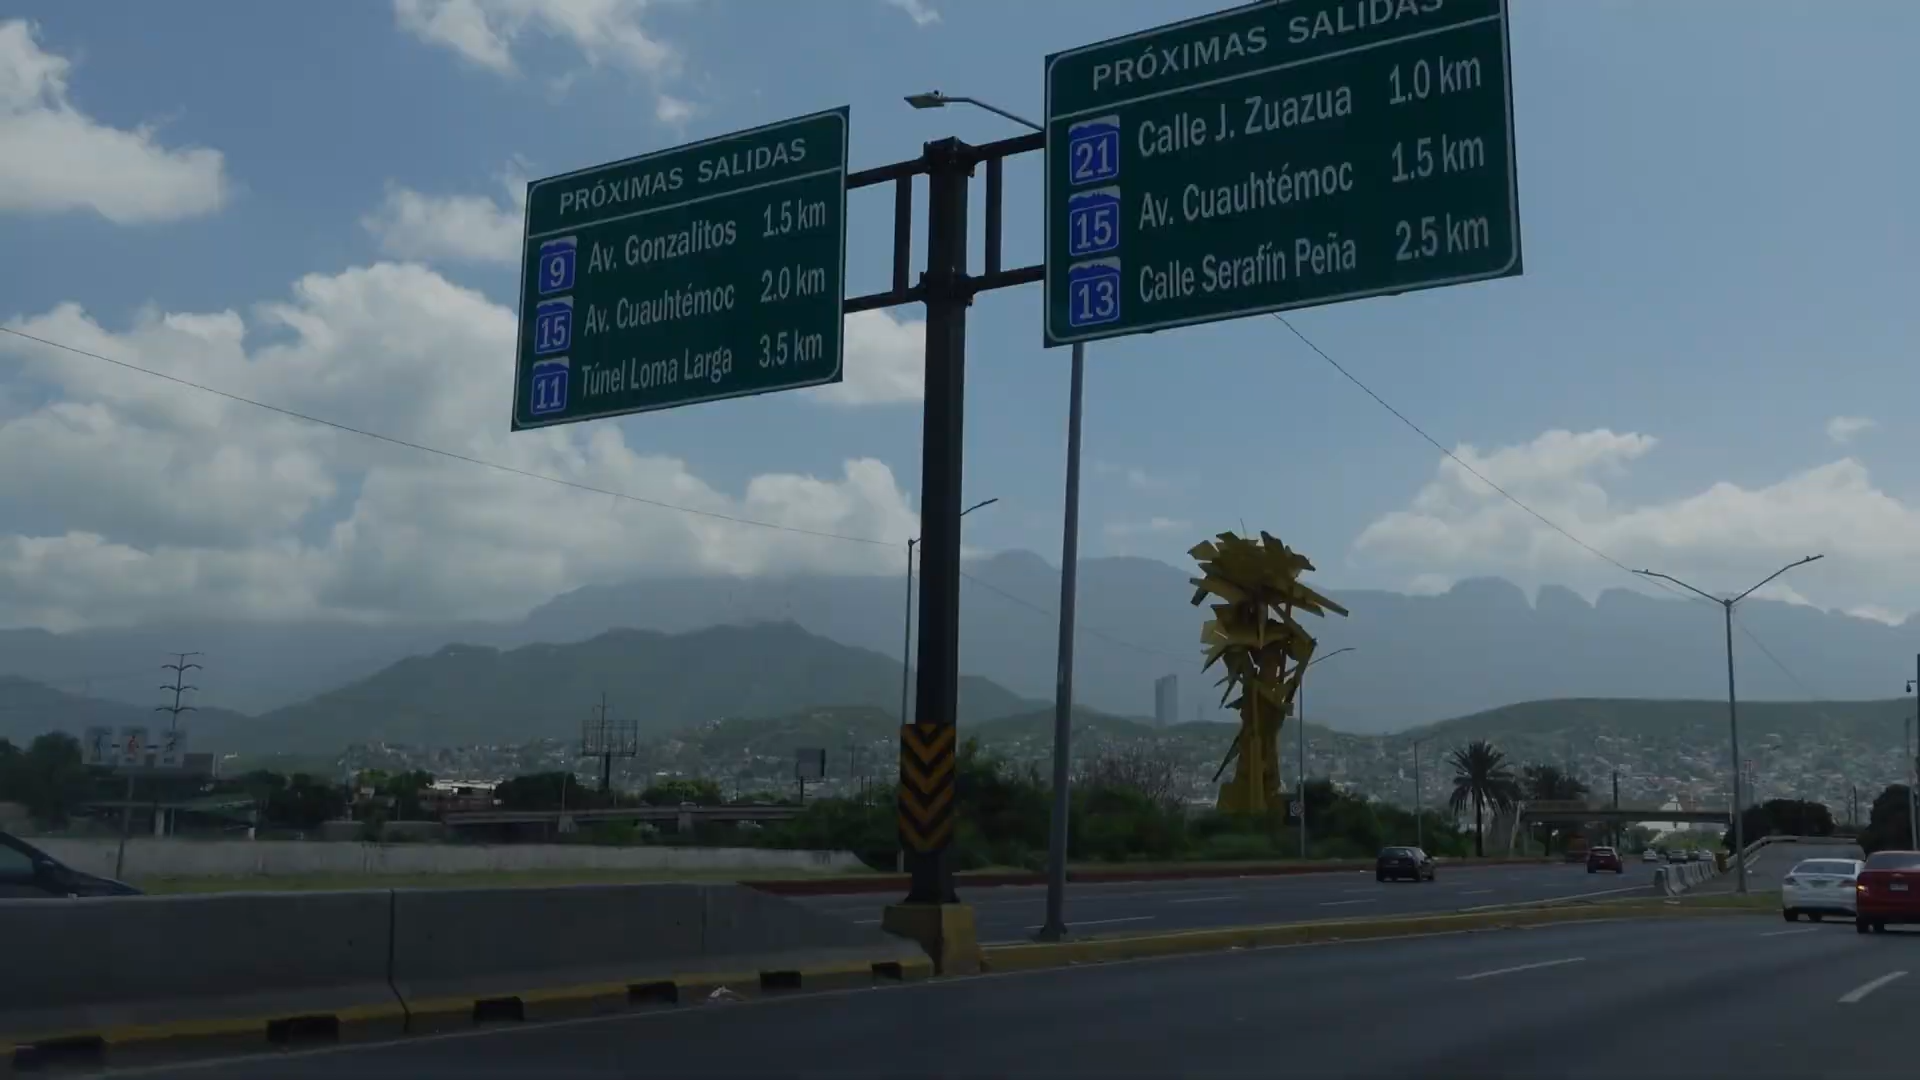 PRÓXIMAS SALIDAS
9 Av. Gonzalitos 1.5 km
15 Av. Cuauhtémoc 2.0 km
11 Túnel Loma Larga 3.5 km
PRÓXIMAS SALIDAS
21 Calle J. Zuazua 1.0 km
15 Av. Cuauhtémoc 1.5 km
13 Calle Serafín Peña 2.5 km